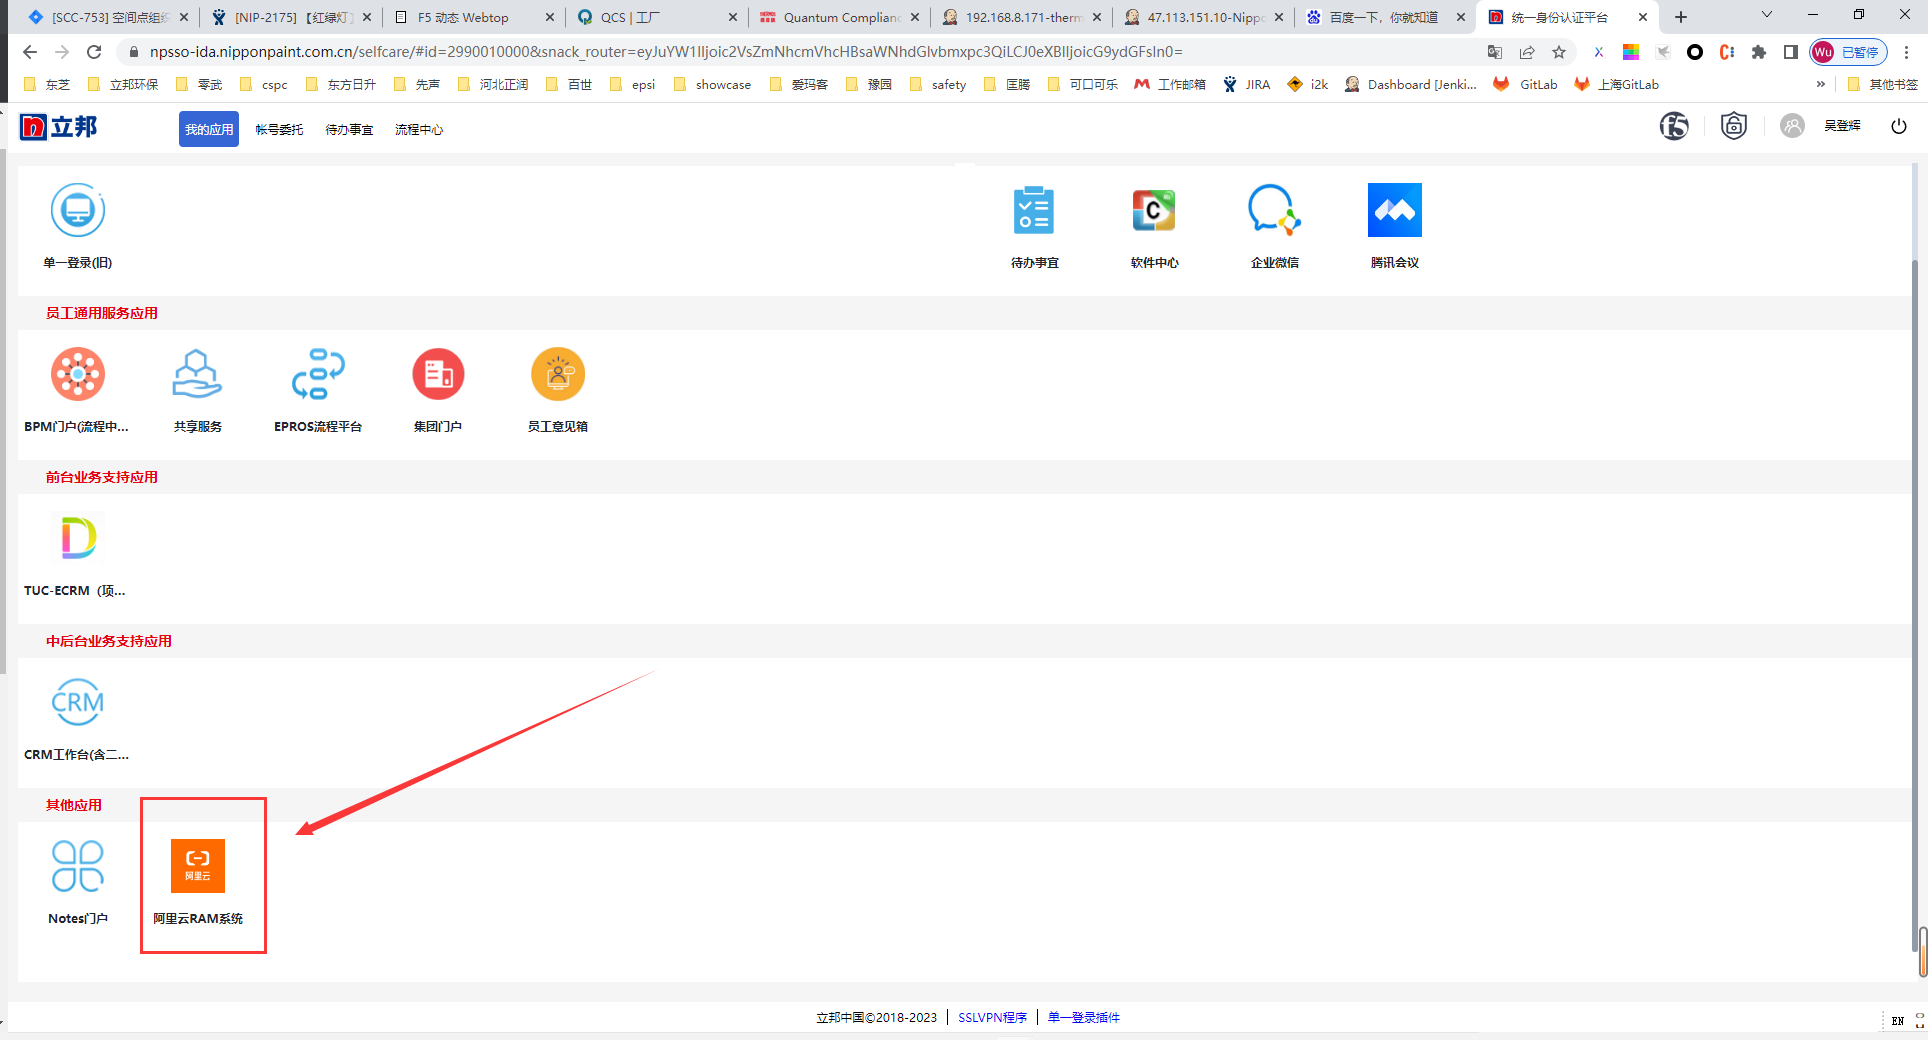 [SCC-753] 空间点组织
[NIP-2175] 【红绿灯】
F5 动态 Webtop
QCS | 工厂
Quantum Complianc
192.168.8.171-therm
47.113.151.10-Nippo
百度一下，你就知道
统一身份认证平台
npsso-ida.nipponpaint.com.cn/selfcare/#id=2990010000&snack_router=
Wu 已暂停
东芝 立邦环保 零武 cspc 东方日升 先声 河北正润 百世 epsi showcase 爱玛客 豫园 safety 匡腾 可口可乐 工作邮箱 JIRA i2k Dashboard [Jenki... GitLab 上海GitLab » 其他书签
立邦 我的应用 帐号委托 待办事宜 流程中心 f5 吴登辉
单一登录(旧) 待办事宜 软件中心 企业微信 腾讯会议
员工通用服务应用
BPM门户(流程中... 共享服务 EPROS流程平台 集团门户 员工意见箱
前台业务支持应用
TUC-ECRM（项...
中后台业务支持应用
CRM
CRM工作台(含二...
其他应用
阿里云
Notes门户 阿里云RAM系统
立邦中国©2018-2023 | SSLVPN程序 | 单一登录插件
EN